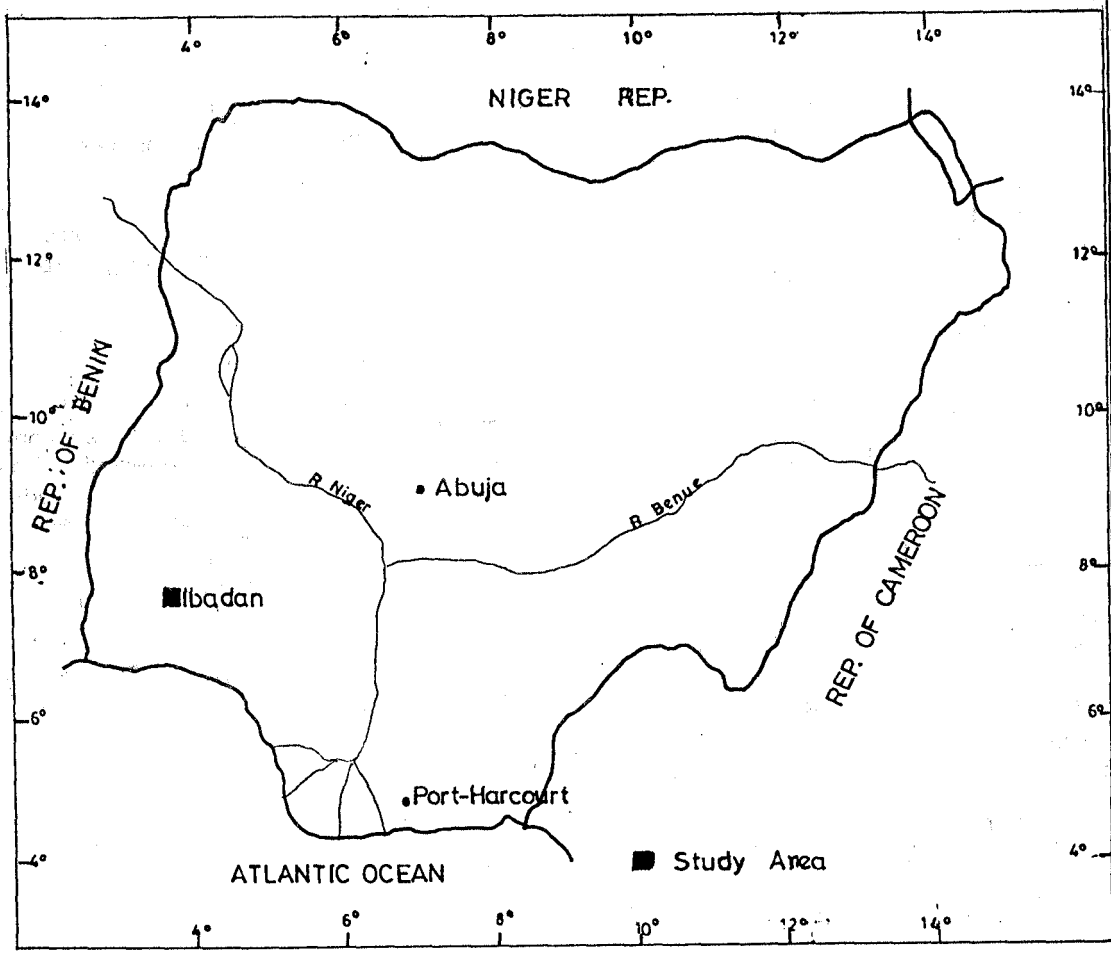 4° 6° 8° 10° 12° 14°
14° NIGER REP. 14°
12° 12°
10° REP. OF BENIN 10°
R Niger
Abuja
R Benue
REP. OF CAMEROON
8° 8°
Ibadan
6° 6°
Port-Harcourt
4° ATLANTIC OCEAN Study Area 4°
4° 6° 8° 10° 12° 14°